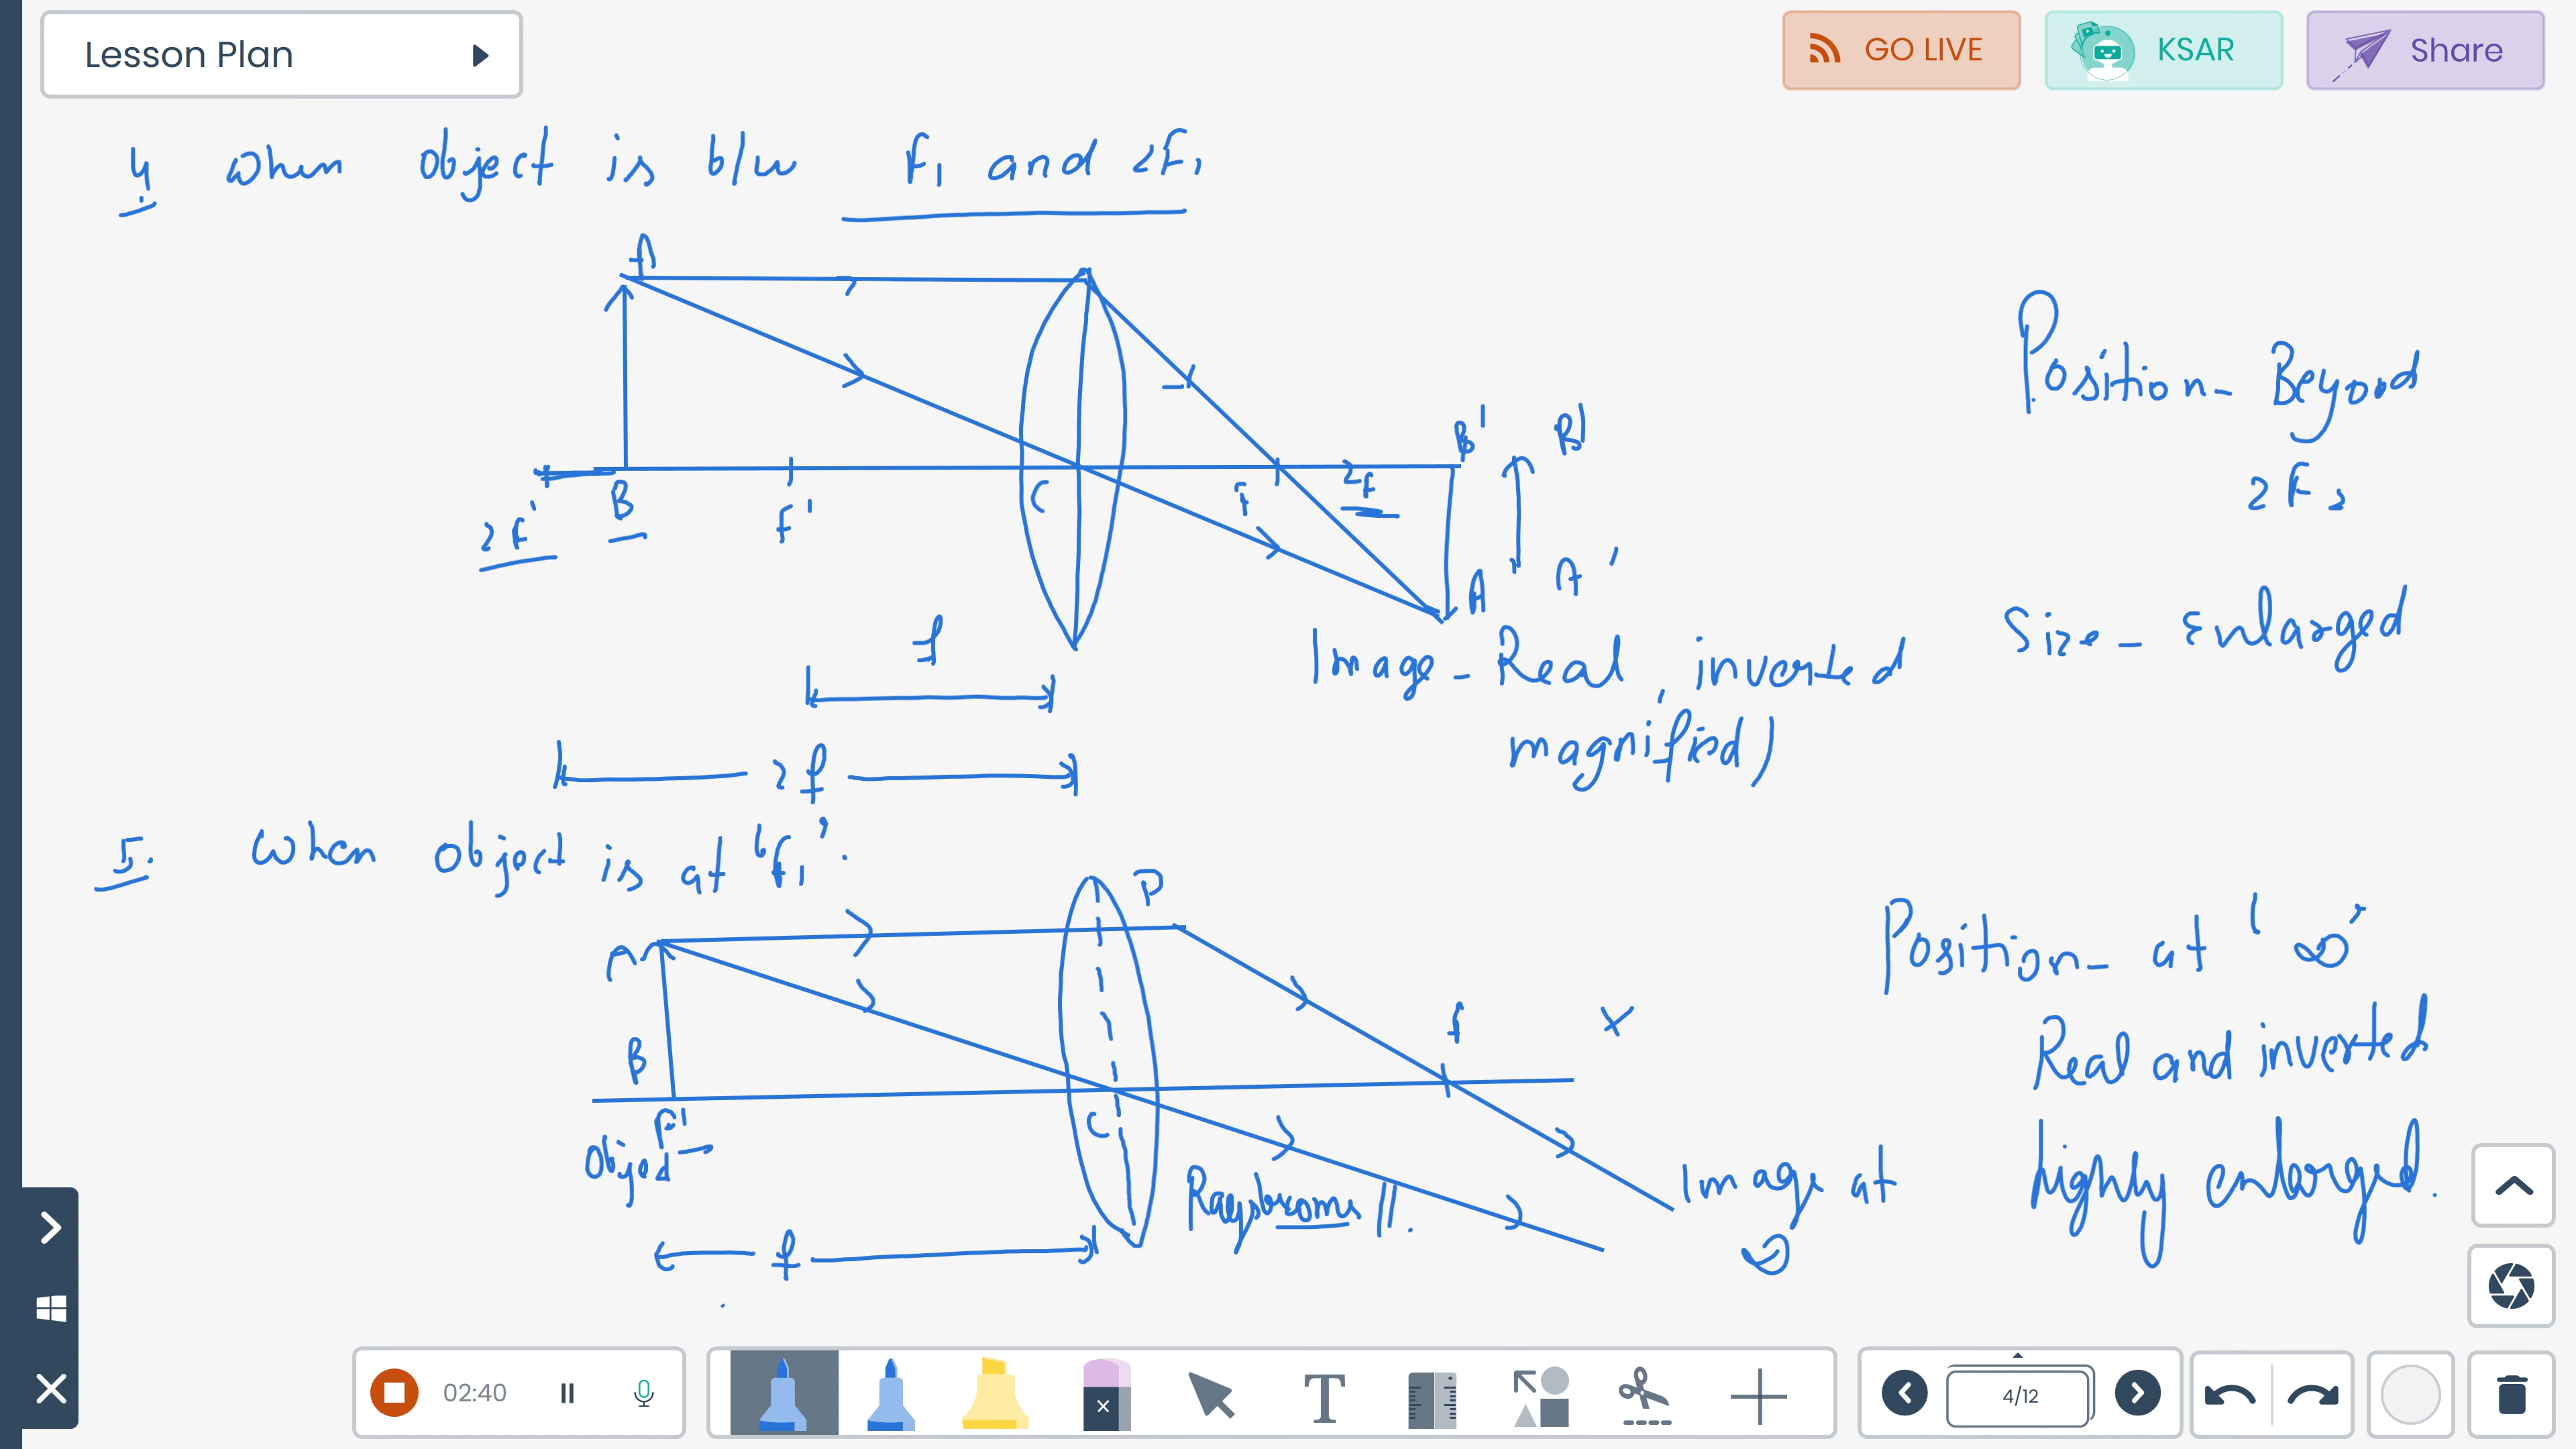 Lesson Plan
GO LIVE
KSAR
Share
4. when object is b/w F₁ and 2F₁
A
B' B'
2F' B F' C F 2F
A' A'
Position - Beyond
2F₂
Size - Enlarged
f
Image - Real, inverted
magnified)
2f
5. when object is at 'F₁'.
P
A
B
F'
Object
C
f
Position - at '∞'
Real and inverted
highly enlarged.
Rays becoms ||.
Image at
∞
f
02:40
T
4/12